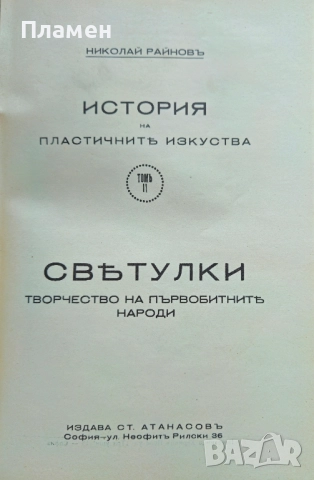 Пламен
НИКОЛАЙ РАЙНОВЪ
ИСТОРИЯ
НА
ПЛАСТИЧНИТѢ ИЗКУСТВА
ТОМЪ
II
СВѢТУЛКИ
ТВОРЧЕСТВО НА ПЪРВОБИТНИТѢ
НАРОДИ
ИЗДАВА СТ. АТАНАСОВЪ
София—ул. Неофитъ Рилски 36
bazar